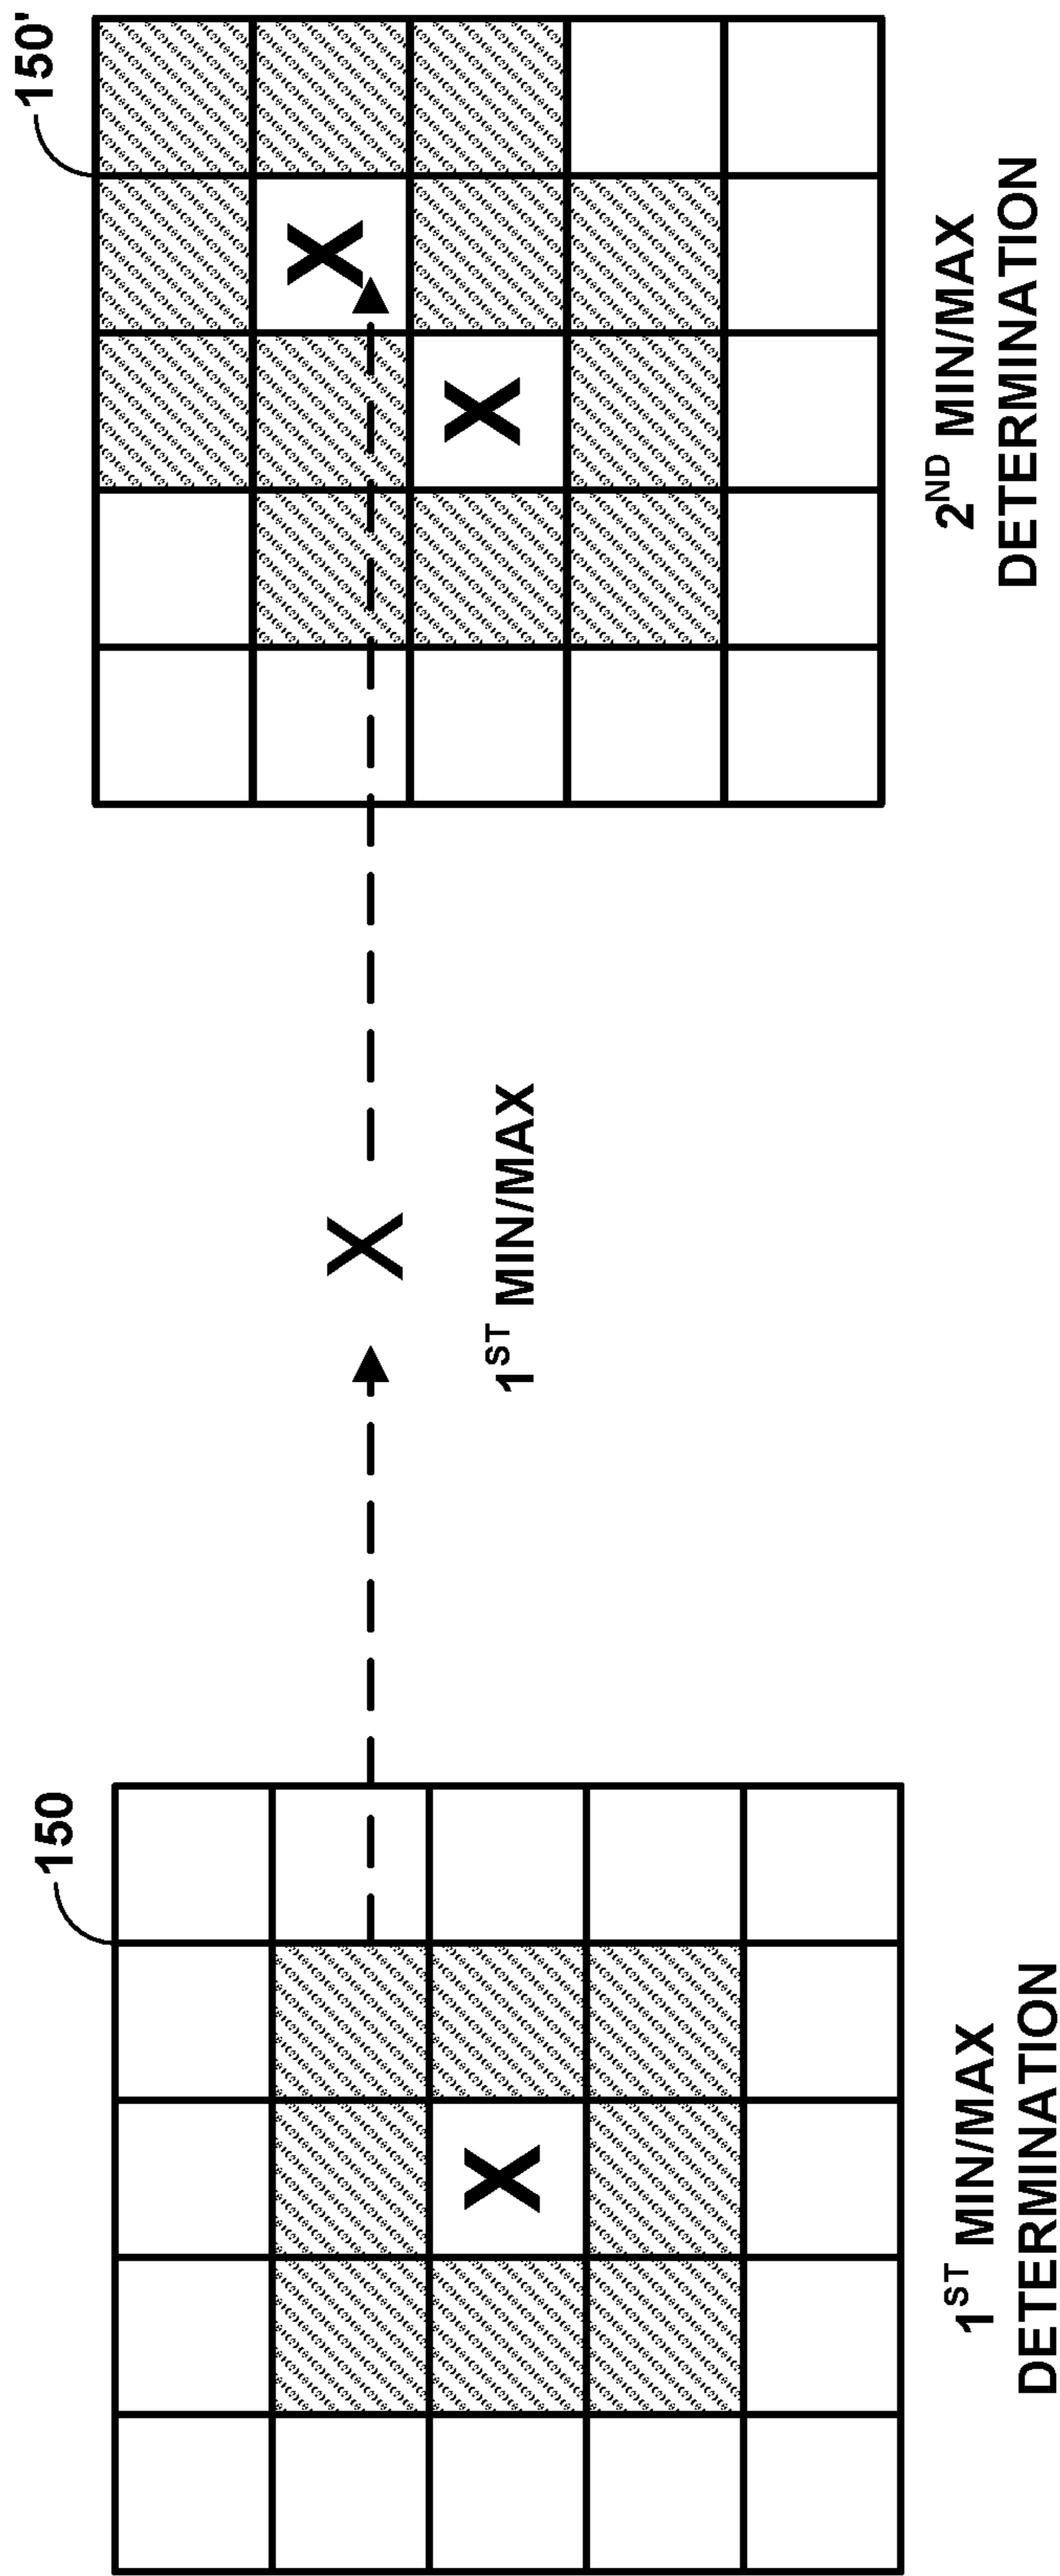 150
X
1ST MIN/MAX
DETERMINATION
X
1ST MIN/MAX
150'
X
X
2ND MIN/MAX
DETERMINATION